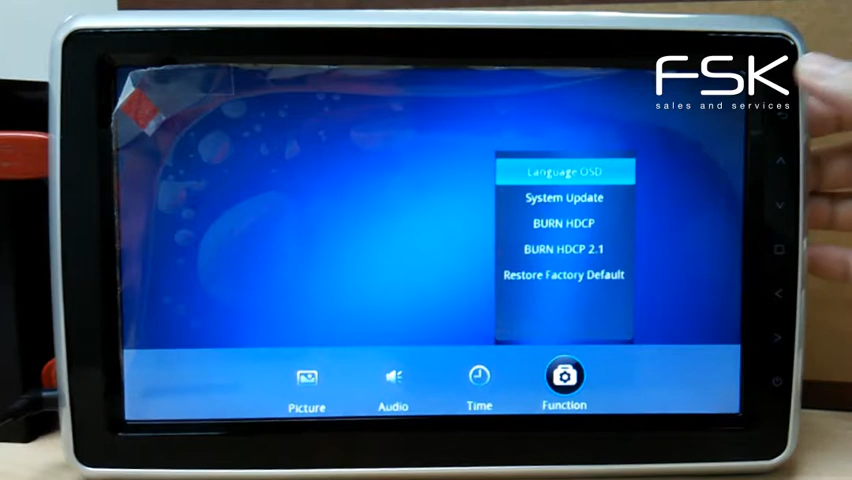 FSK
sales and services
Language OSD
System Update
BURN HDCP
BURN HDCP 2.1
Restore Factory Default
Picture
Audio
Time
Function